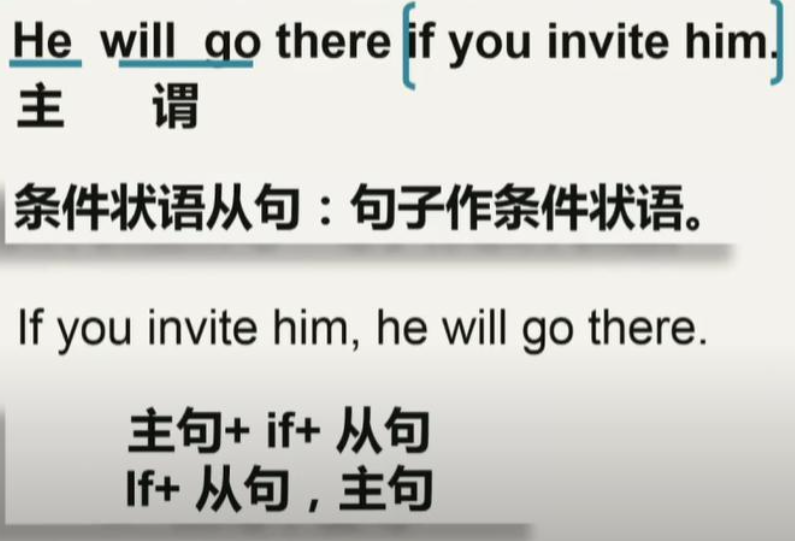 He will go there if you invite him.
主 谓
条件状语从句：句子作条件状语。
If you invite him, he will go there.
主句+ if+ 从句
If+ 从句，主句